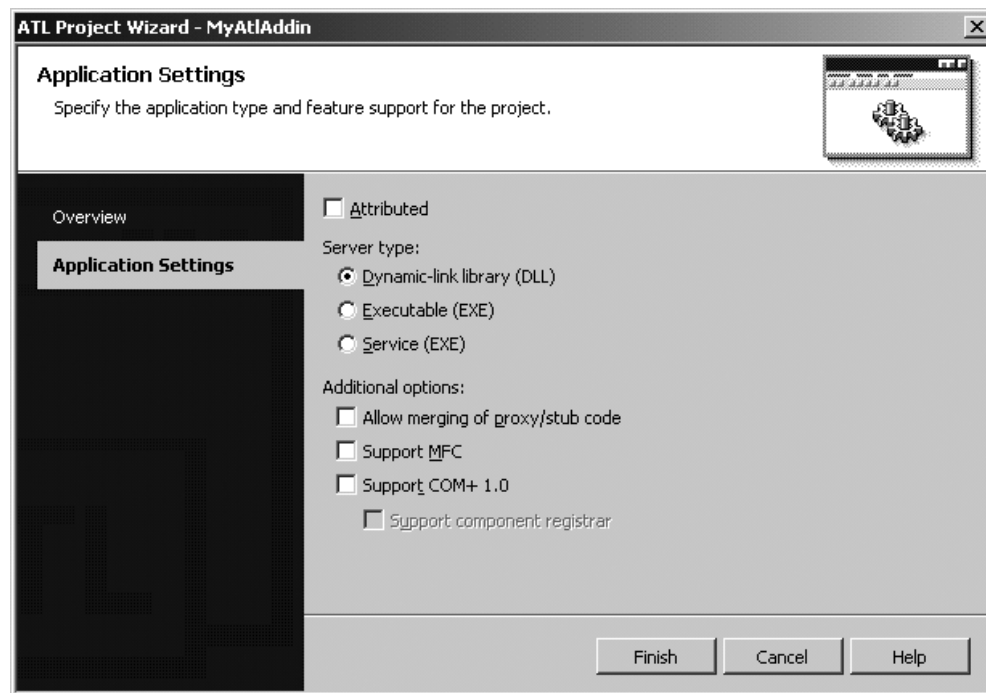 ATL Project Wizard - MyAtlAddin
Application Settings
Specify the application type and feature support for the project.
Overview
Application Settings
Attributed
Server type:
Dynamic-link library (DLL)
Executable (EXE)
Service (EXE)
Additional options:
Allow merging of proxy/stub code
Support MFC
Support COM+ 1.0
Support component registrar
Finish Cancel Help